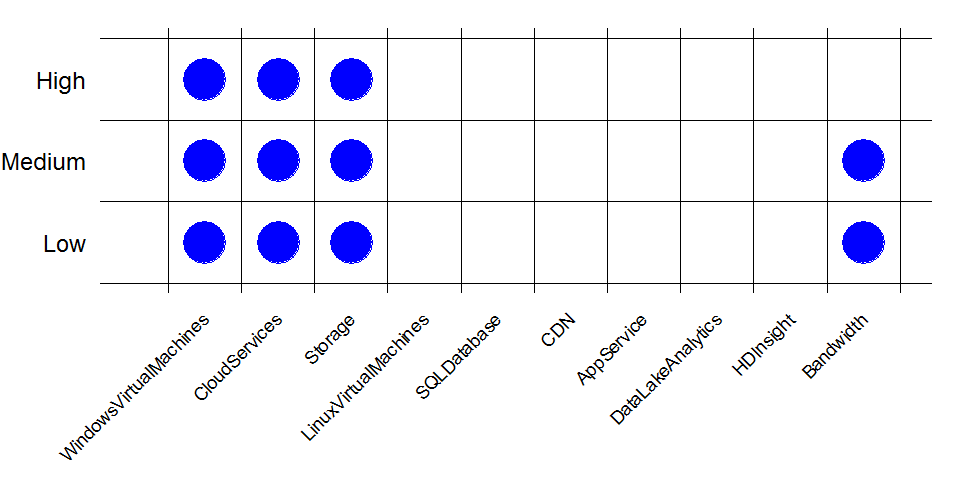 High
Medium
Low
WindowsVirtualMachines
CloudServices
Storage
LinuxVirtualMachines
SQLDatabase
CDN
AppService
DataLakeAnalytics
HDInsight
Bandwidth